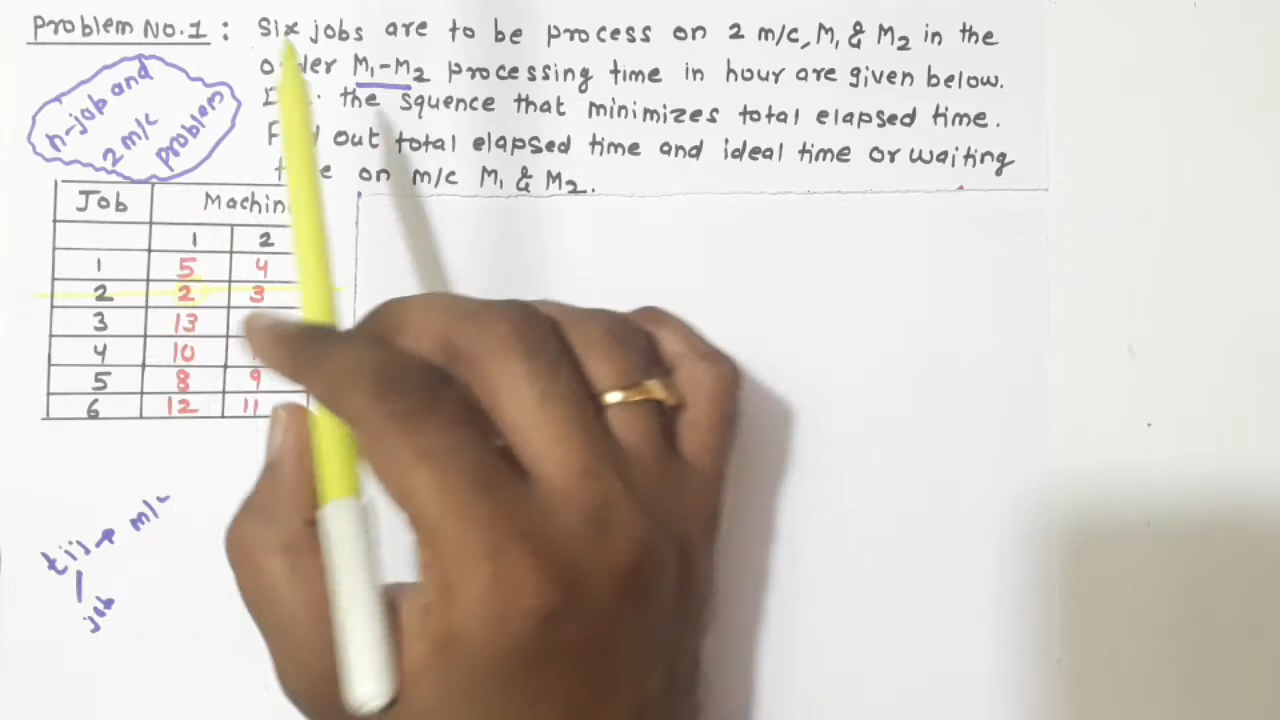 Problem No.1 : Six jobs are to be process on 2 m/c, M1 & M2 in the
M1-M2 processing time in hour are given below.
the squence that minimizes total elapsed time.
out total elapsed time and ideal time or waiting
on m/c M1 & M2.
n-job and
2 m/c
problem
Job
1 2
1 5 4
2 2 3
3 13
4 10
5 8 9
6 12 11
tij → m/c
job